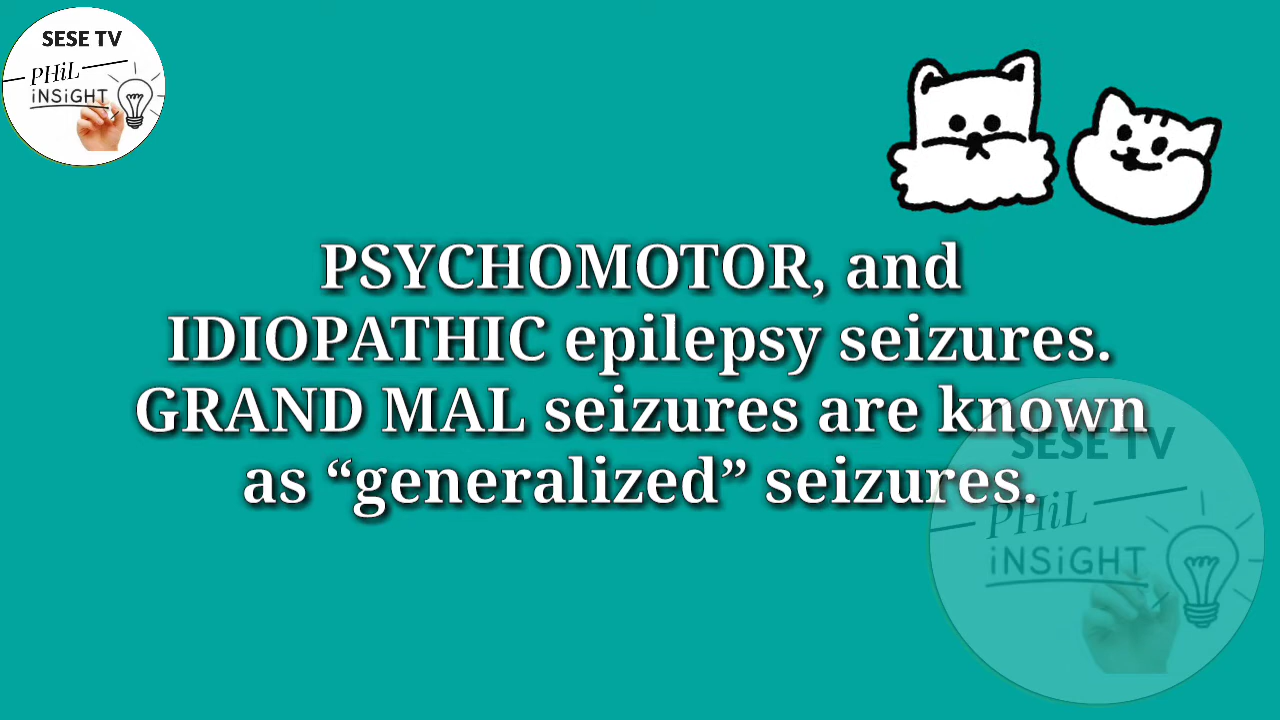 SESE TV
PHiL
iNSiGHT
PSYCHOMOTOR, and
IDIOPATHIC epilepsy seizures.
GRAND MAL seizures are known
as “generalized” seizures.
SESE TV
PHiL
iNSiGHT